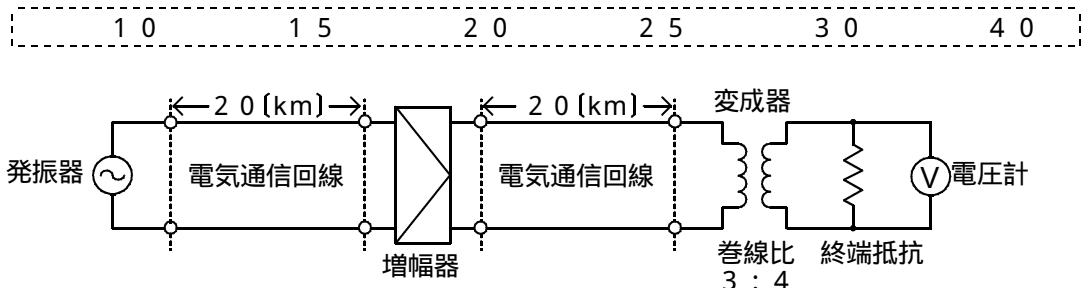 10 15 20 25 30 40
20〔km〕 20〔km〕 変成器
発振器 電気通信回線 電気通信回線 V 電圧計
増幅器 巻線比 終端抵抗
3:4